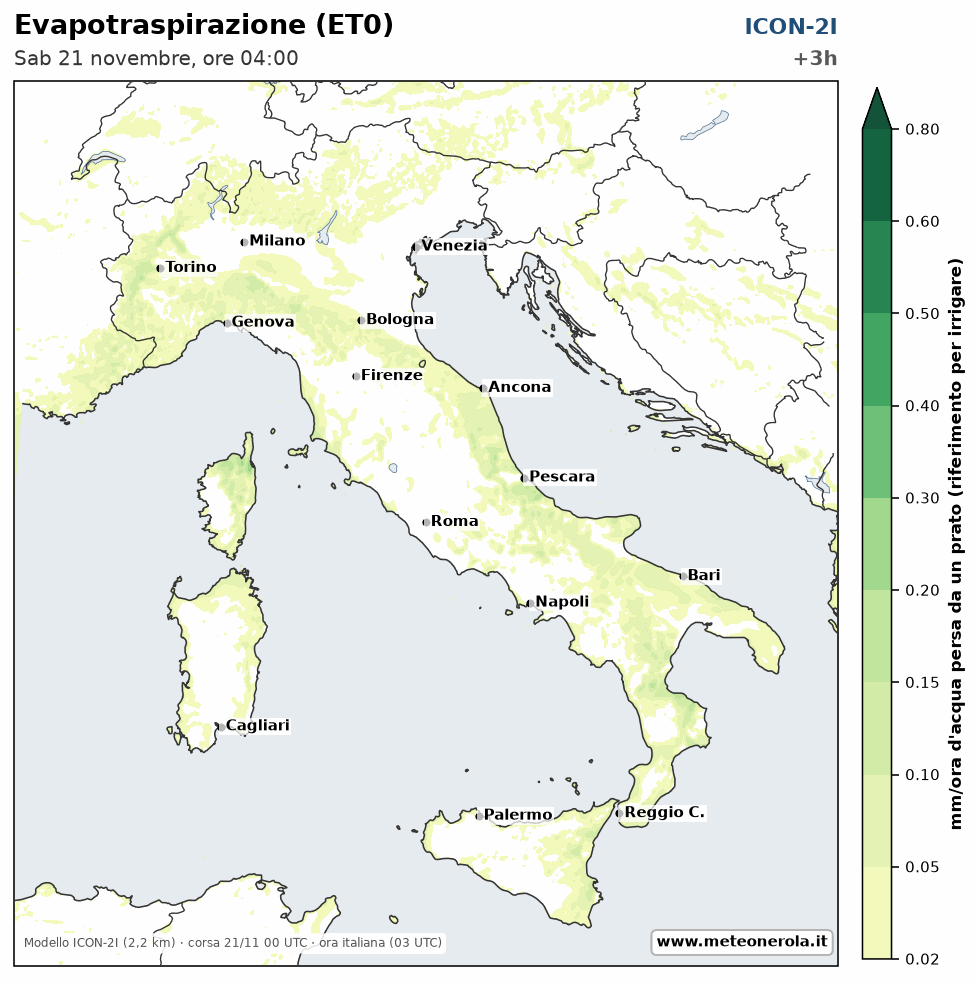 Evapotraspirazione (ET0)
ICON-2I
Sab 21 novembre, ore 04:00
+3h
Milano
Venezia
Torino
Genova
Bologna
Firenze
Ancona
Pescara
Roma
Bari
Napoli
Cagliari
Palermo
Reggio C.
0.80
0.60
0.50
0.40
0.30
0.20
0.15
0.10
0.05
0.02
mm/ora d'acqua persa da un prato (riferimento per irrigare)
Modello ICON-2I (2,2 km) · corsa 21/11 00 UTC · ora italiana (03 UTC)
www.meteonerola.it